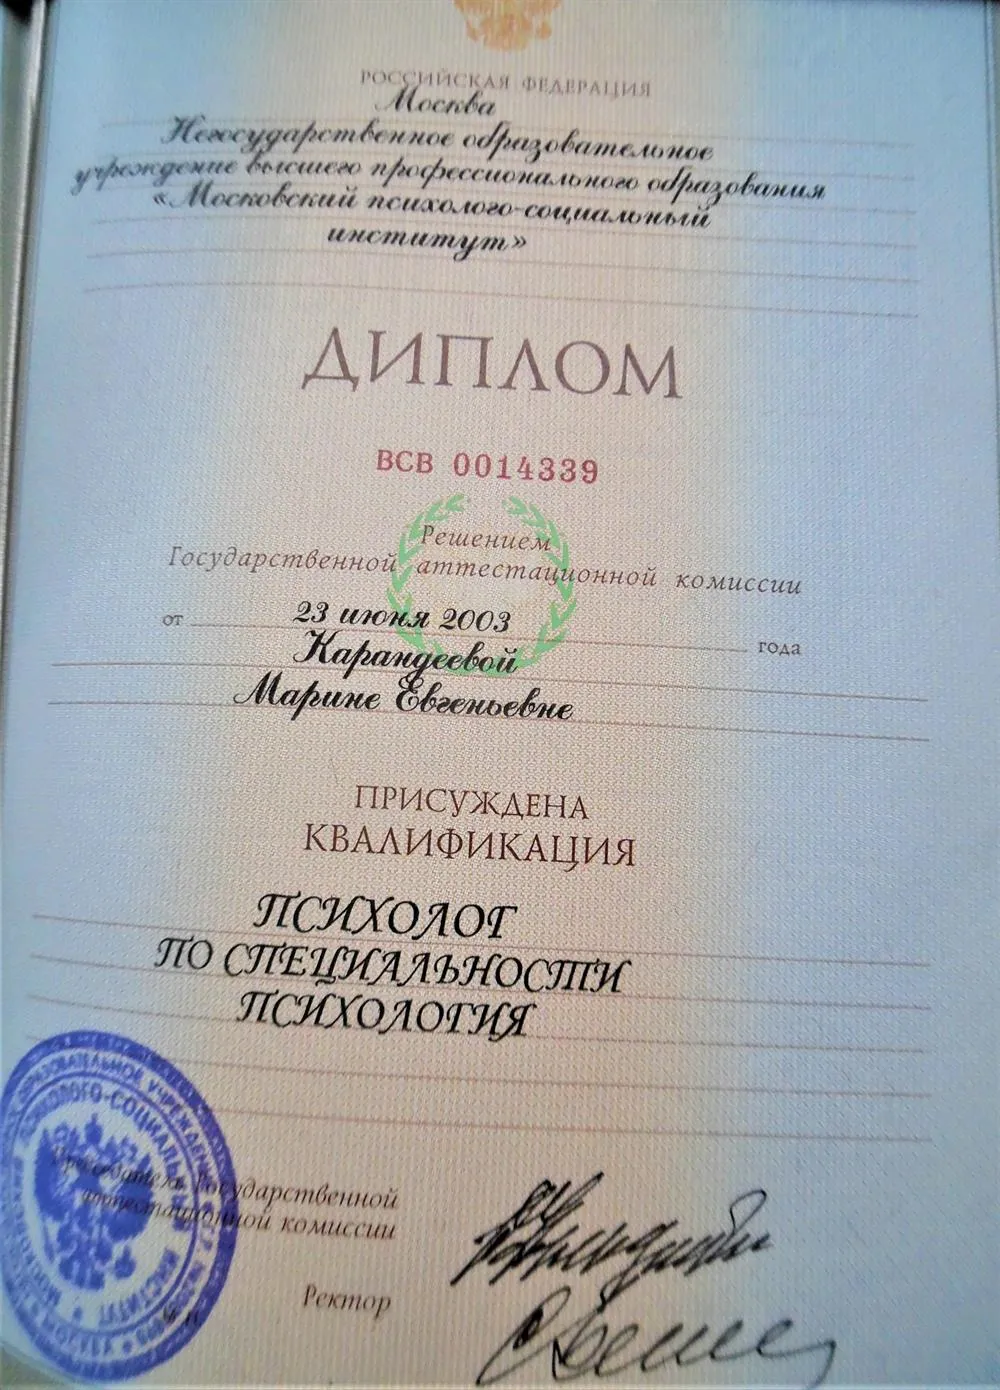 РОССИЙСКАЯ ФЕДЕРАЦИЯ
Москва
Негосударственное образовательное
учреждение высшего профессионального образования
«Московский психолого-социальный
институт»
ДИПЛОМ
ВСВ 0014339
Решением
Государственной аттестационной комиссии
от 23 июня 2003 года
Карандеевой
Марине Евгеньевне
ПРИСУЖДЕНА
КВАЛИФИКАЦИЯ
ПСИХОЛОГ
ПО СПЕЦИАЛЬНОСТИ
ПСИХОЛОГИЯ
Председатель Государственной
аттестационной комиссии
Ректор